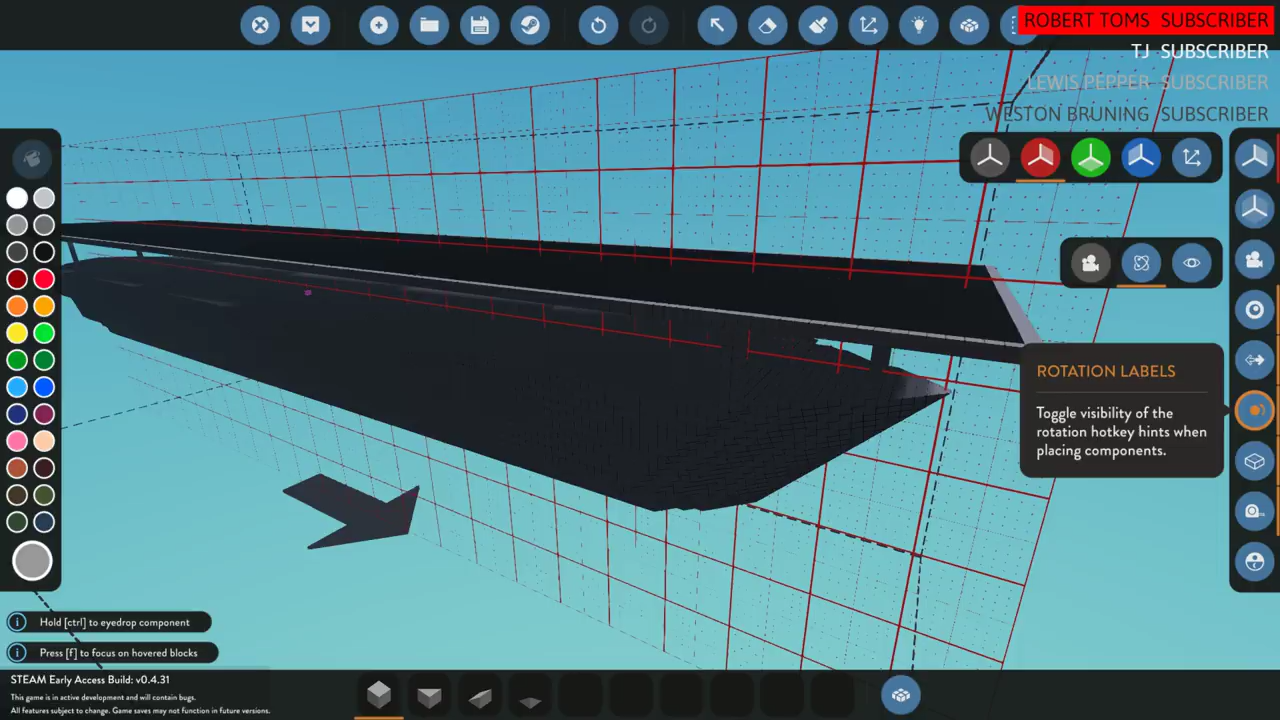 ROBERT TOMS SUBSCRIBER
TJ SUBSCRIBER
LEWIS PEPPER SUBSCRIBER
WESTON BRUNING SUBSCRIBER
ROTATION LABELS
Toggle visibility of the
rotation hotkey hints when
placing components.
Hold [ctrl] to eyedrop component
Press [f] to focus on hovered blocks
STEAM Early Access Build: v0.4.31
This game is in active development and will contain bugs.
All features subject to change. Game saves may not function in future versions.